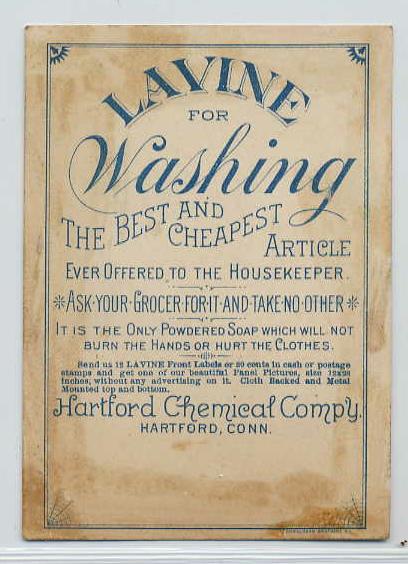 LAVINE
FOR
Washing
THE BEST AND CHEAPEST ARTICLE
EVER OFFERED TO THE HOUSEKEEPER.
ASK·YOUR·GROCER·FOR·IT·AND·TAKE·NO·OTHER
IT IS THE ONLY POWDERED SOAP WHICH WILL NOT
BURN THE HANDS OR HURT THE CLOTHES.
Send us 12 LAVINE Front Labels or 20 cents in cash or postage
stamps and get one of our beautiful Panel Pictures, size 12x28
inches, without any advertising on it. Cloth Backed and Metal
Mounted top and bottom.
Hartford Chemical Compy.
HARTFORD, CONN.